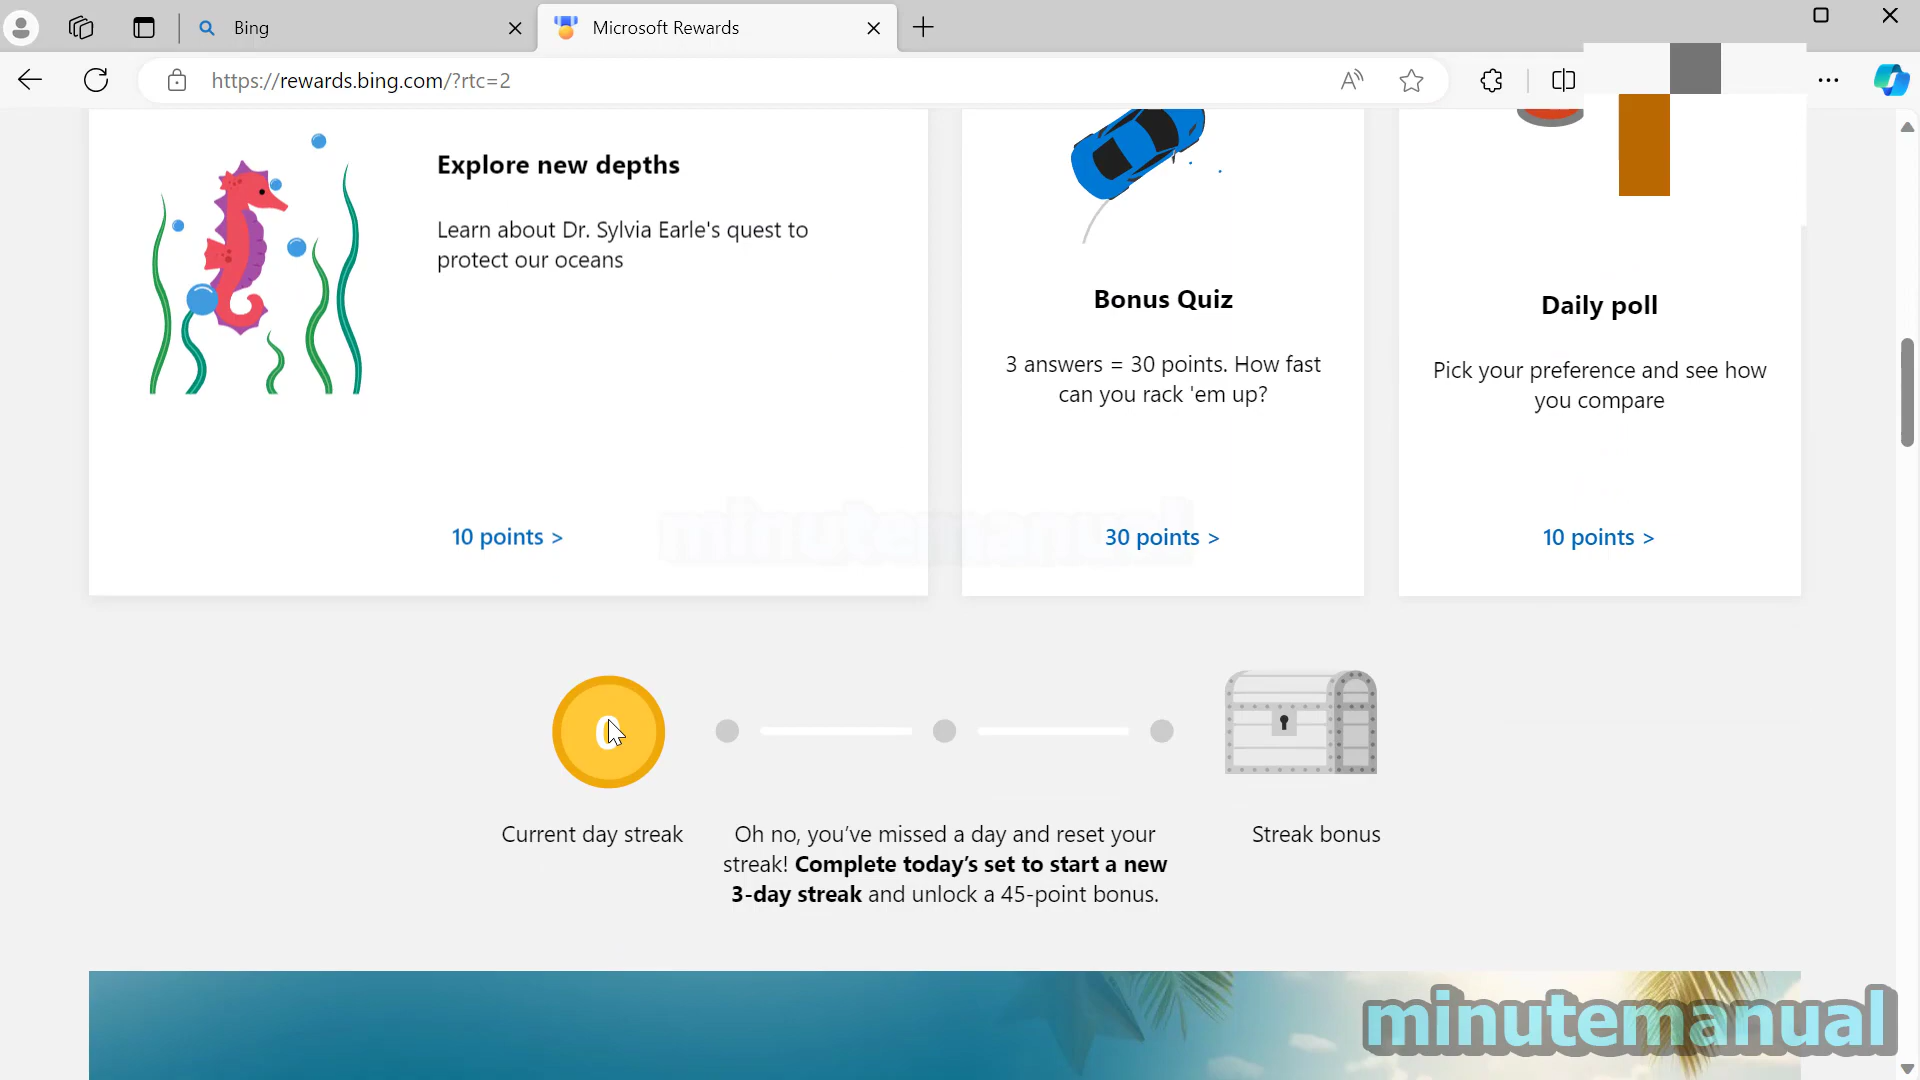 Bing
Microsoft Rewards
https://rewards.bing.com/?rtc=2
Explore new depths
Learn about Dr. Sylvia Earle's quest to
protect our oceans
10 points >
Bonus Quiz
3 answers = 30 points. How fast
can you rack 'em up?
30 points >
Daily poll
Pick your preference and see how
you compare
10 points >
minutemanual
0
Current day streak
Oh no, you’ve missed a day and reset your
streak! Complete today’s set to start a new
3-day streak and unlock a 45-point bonus.
Streak bonus
minutemanual